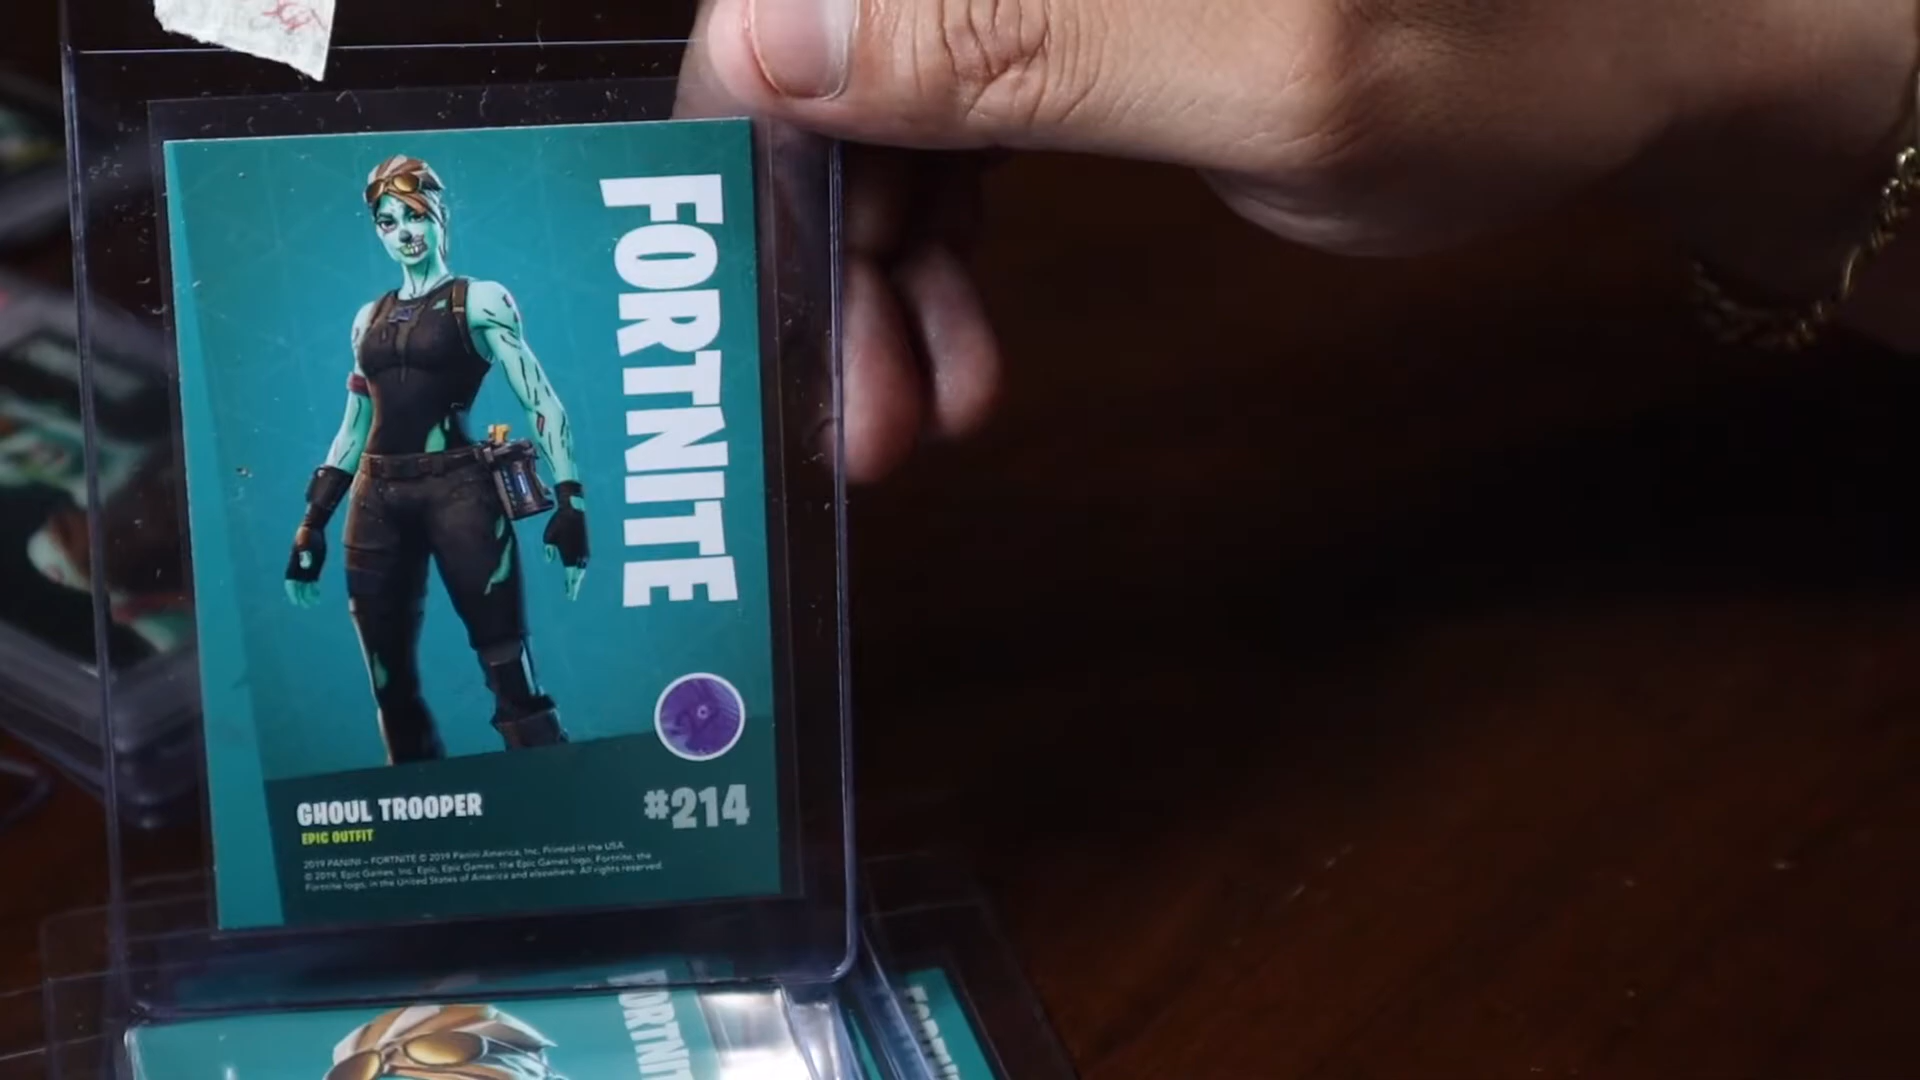 FORTNITE
GHOUL TROOPER
#214
EPIC OUTFIT
2019 PANINI – FORTNITE © 2019 Panini America, Inc. Printed in the USA.
© 2019, Epic Games, Inc. Epic, Epic Games, the Epic Games logo, Fortnite, the
Fortnite logo, in the United States of America and elsewhere. All rights reserved.
FORTNIT